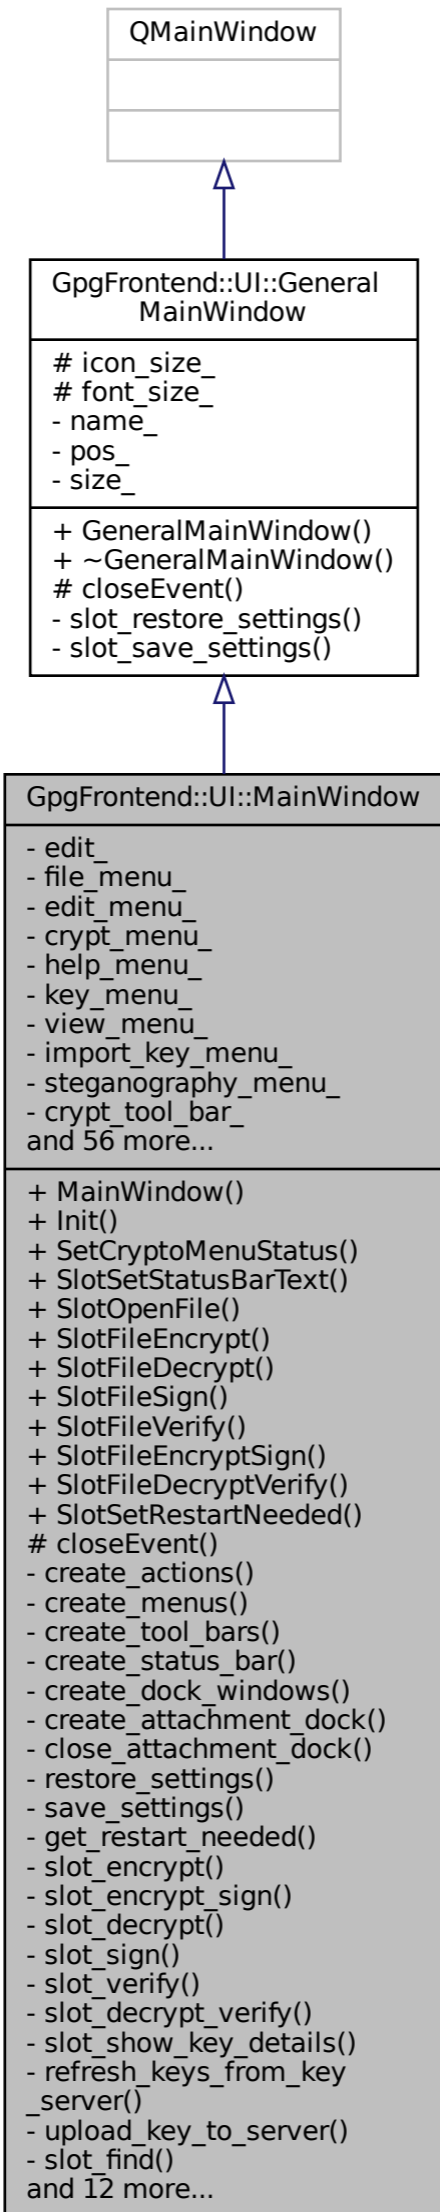 QMainWindow
GpgFrontend::UI::General
MainWindow
# icon_size_
# font_size_
- name_
- pos_
- size_
+ GeneralMainWindow()
+ ~GeneralMainWindow()
# closeEvent()
- slot_restore_settings()
- slot_save_settings()
GpgFrontend::UI::MainWindow
- edit_
- file_menu_
- edit_menu_
- crypt_menu_
- help_menu_
- key_menu_
- view_menu_
- import_key_menu_
- steganography_menu_
- crypt_tool_bar_
and 56 more...
+ MainWindow()
+ Init()
+ SetCryptoMenuStatus()
+ SlotSetStatusBarText()
+ SlotOpenFile()
+ SlotFileEncrypt()
+ SlotFileDecrypt()
+ SlotFileSign()
+ SlotFileVerify()
+ SlotFileEncryptSign()
+ SlotFileDecryptVerify()
+ SlotSetRestartNeeded()
# closeEvent()
- create_actions()
- create_menus()
- create_tool_bars()
- create_status_bar()
- create_dock_windows()
- create_attachment_dock()
- close_attachment_dock()
- restore_settings()
- save_settings()
- get_restart_needed()
- slot_encrypt()
- slot_encrypt_sign()
- slot_decrypt()
- slot_sign()
- slot_verify()
- slot_decrypt_verify()
- slot_show_key_details()
- refresh_keys_from_key
_server()
- upload_key_to_server()
- slot_find()
and 12 more...